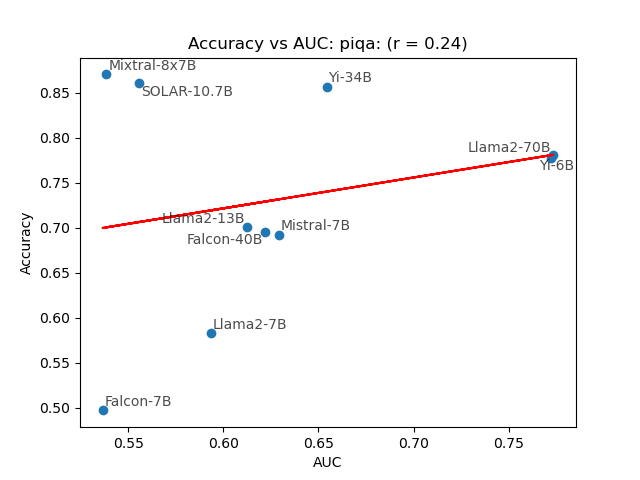 Accuracy vs AUC: piqa: (r = 0.24)
Mixtral-8x7B
SOLAR-10.7B
Yi-34B
Llama2-70B
Yi-6B
Llama2-13B
Mistral-7B
Falcon-40B
Llama2-7B
Falcon-7B
Accuracy
0.85
0.80
0.75
0.70
0.65
0.60
0.55
0.50
0.55 0.60 0.65 0.70 0.75
AUC